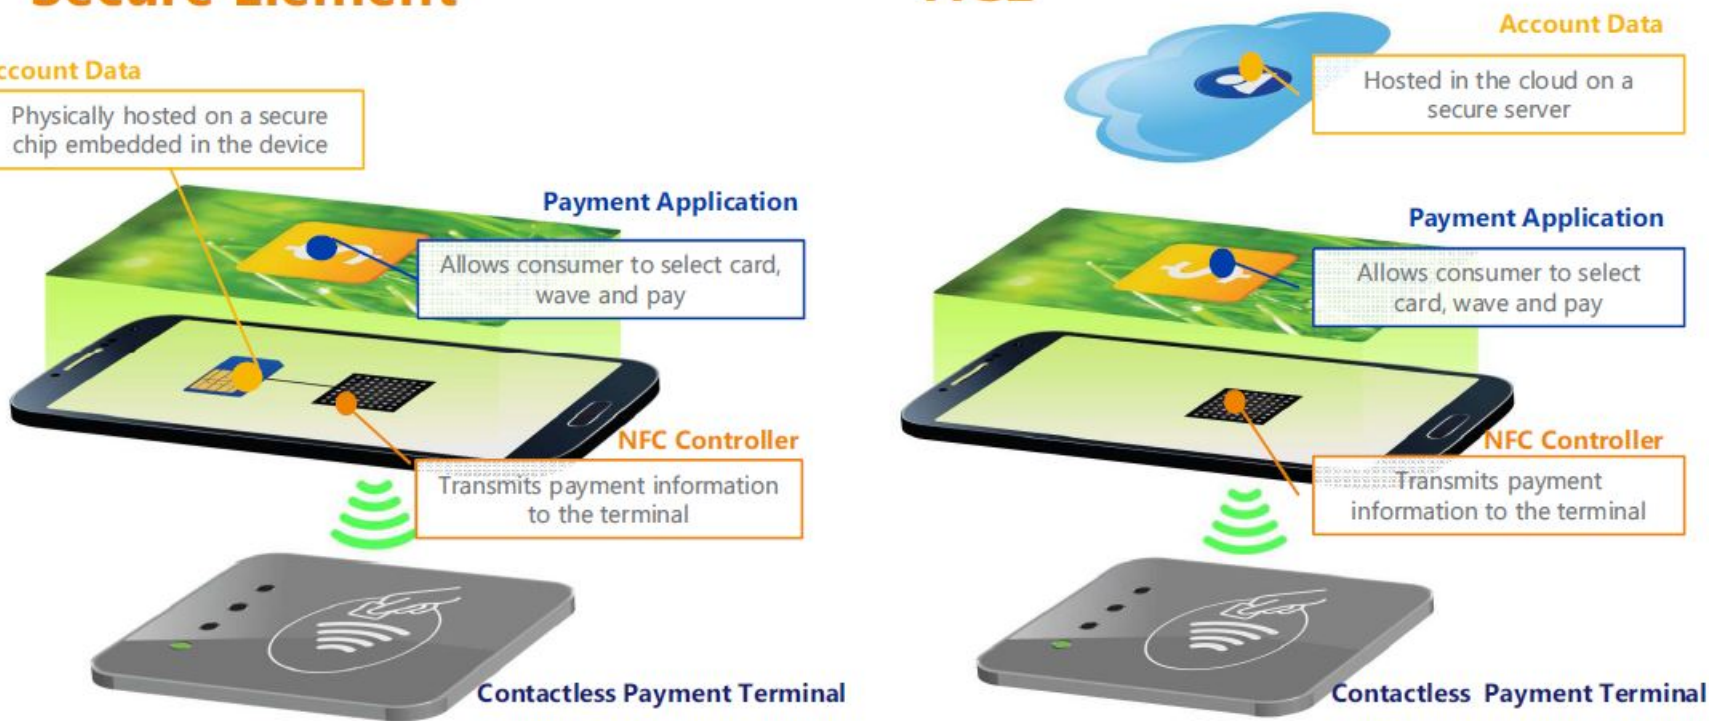 Secure Element
Account Data
Physically hosted on a secure
chip embedded in the device
Payment Application
Allows consumer to select card,
wave and pay
NFC Controller
Transmits payment information
to the terminal
Contactless Payment Terminal
Account Data
Hosted in the cloud on a
secure server
Payment Application
Allows consumer to select
card, wave and pay
NFC Controller
Transmits payment
information to the terminal
Contactless Payment Terminal